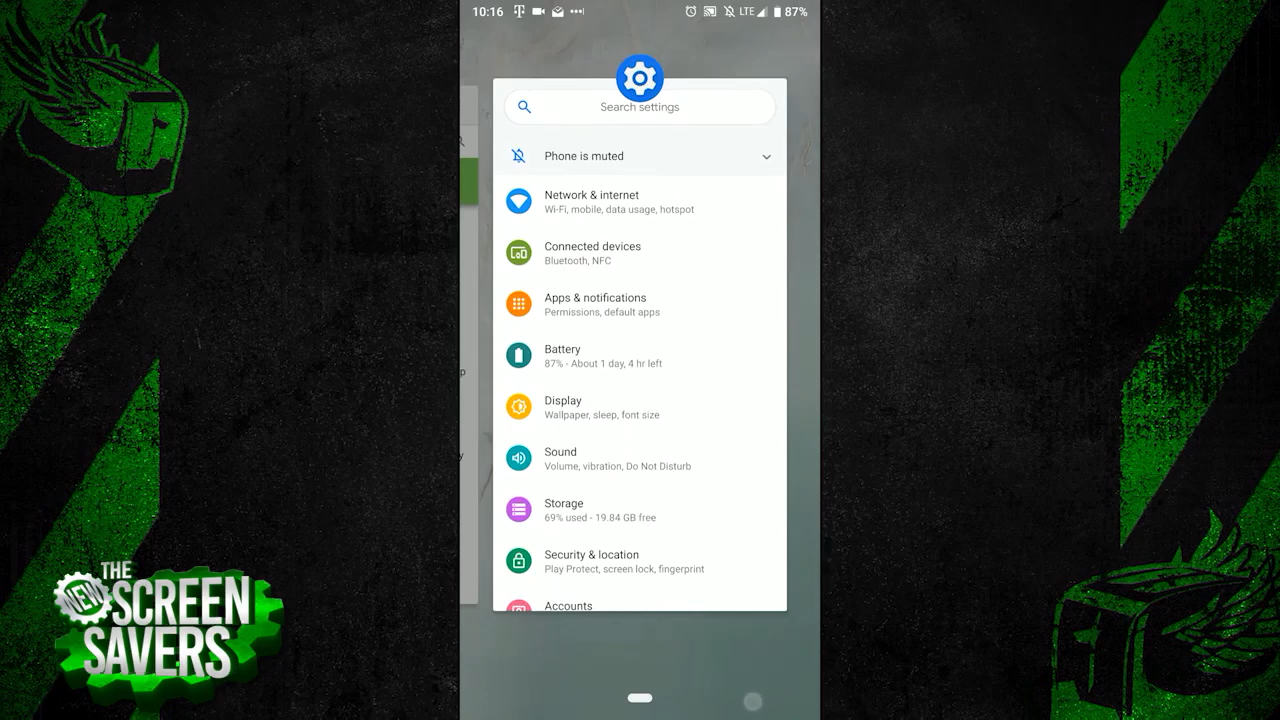 10:16
LTE
87%
Search settings
Phone is muted
Network & internet
Wi-Fi, mobile, data usage, hotspot
Connected devices
Bluetooth, NFC
Apps & notifications
Permissions, default apps
Battery
87% - About 1 day, 4 hr left
Display
Wallpaper, sleep, font size
Sound
Volume, vibration, Do Not Disturb
Storage
69% used - 19.84 GB free
Security & location
Play Protect, screen lock, fingerprint
Accounts
p
y
THE
NEW SCREEN
SAVERS